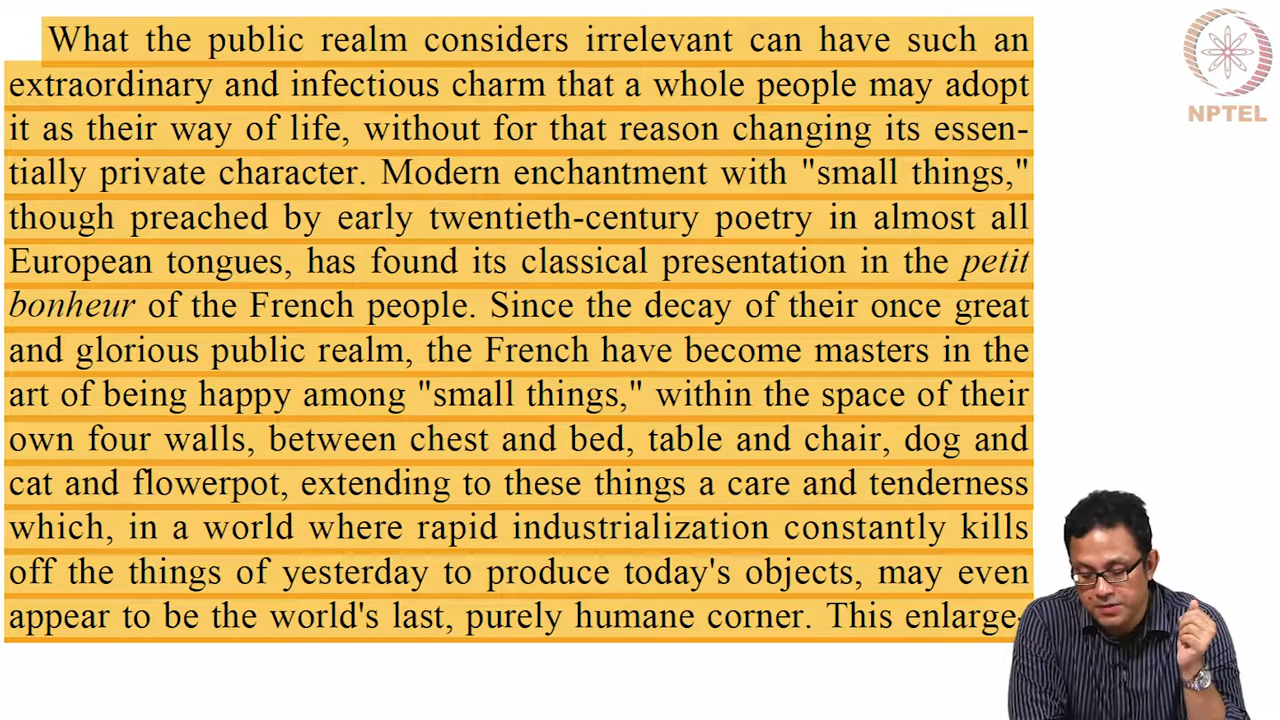 What the public realm considers irrelevant can have such an
extraordinary and infectious charm that a whole people may adopt
it as their way of life, without for that reason changing its essen-
tially private character. Modern enchantment with "small things,"
though preached by early twentieth-century poetry in almost all
European tongues, has found its classical presentation in the petit
bonheur of the French people. Since the decay of their once great
and glorious public realm, the French have become masters in the
art of being happy among "small things," within the space of their
own four walls, between chest and bed, table and chair, dog and
cat and flowerpot, extending to these things a care and tenderness
which, in a world where rapid industrialization constantly kills
off the things of yesterday to produce today's objects, may even
appear to be the world's last, purely humane corner. This enlarge-
NPTEL